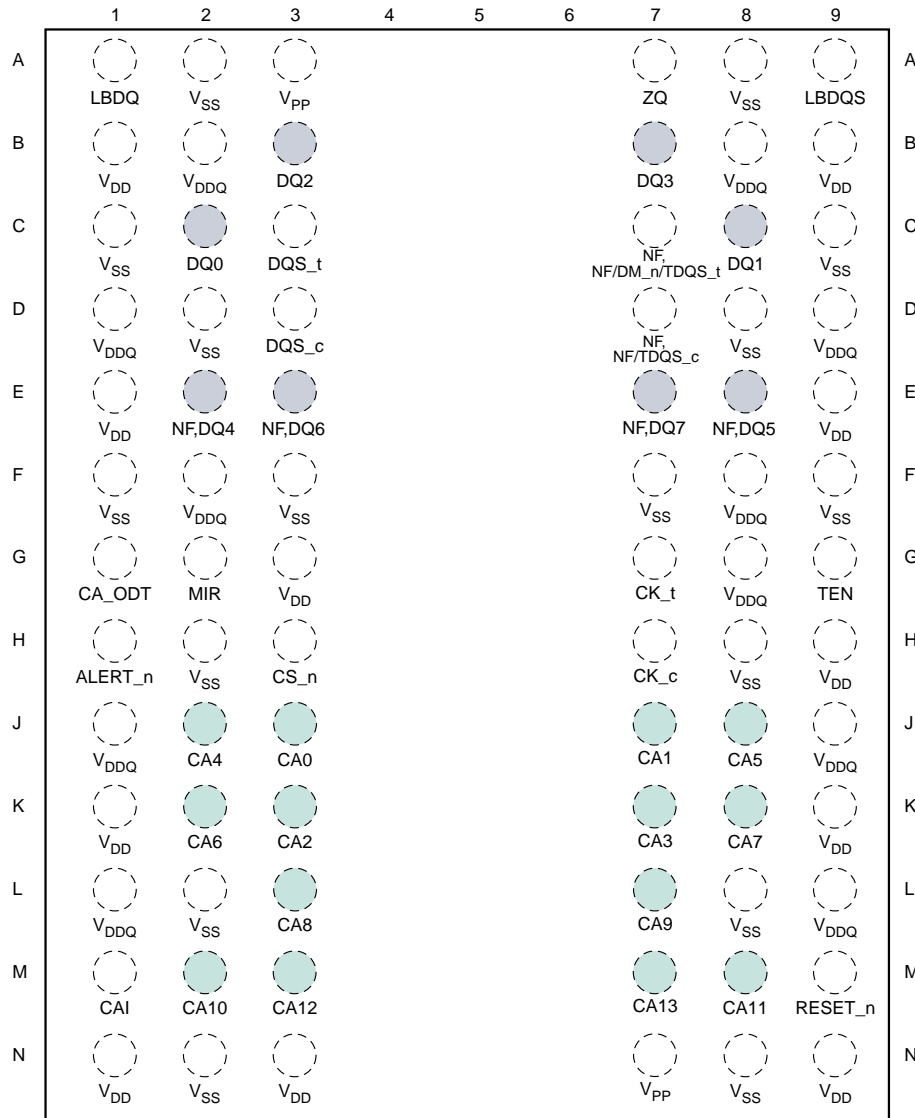 1 2 3 4 5 6 7 8 9
A A
LBDQ VSS VPP ZQ VSS LBDQS
B B
VDD VDDQ DQ2 DQ3 VDDQ VDD
C C
VSS DQ0 DQS_t NF, NF/DM_n/TDQS_t DQ1 VSS
D D
VDDQ VSS DQS_c NF, NF/TDQS_c VSS VDDQ
E E
VDD NF,DQ4 NF,DQ6 NF,DQ7 NF,DQ5 VDD
F F
VSS VDDQ VSS VSS VDDQ VSS
G G
CA_ODT MIR VDD CK_t VDDQ TEN
H H
ALERT_n VSS CS_n CK_c VSS VDD
J J
VDDQ CA4 CA0 CA1 CA5 VDDQ
K K
VDD CA6 CA2 CA3 CA7 VDD
L L
VDDQ VSS CA8 CA9 VSS VDDQ
M M
CAI CA10 CA12 CA13 CA11 RESET_n
N N
VDD VSS VDD VPP VSS VDD